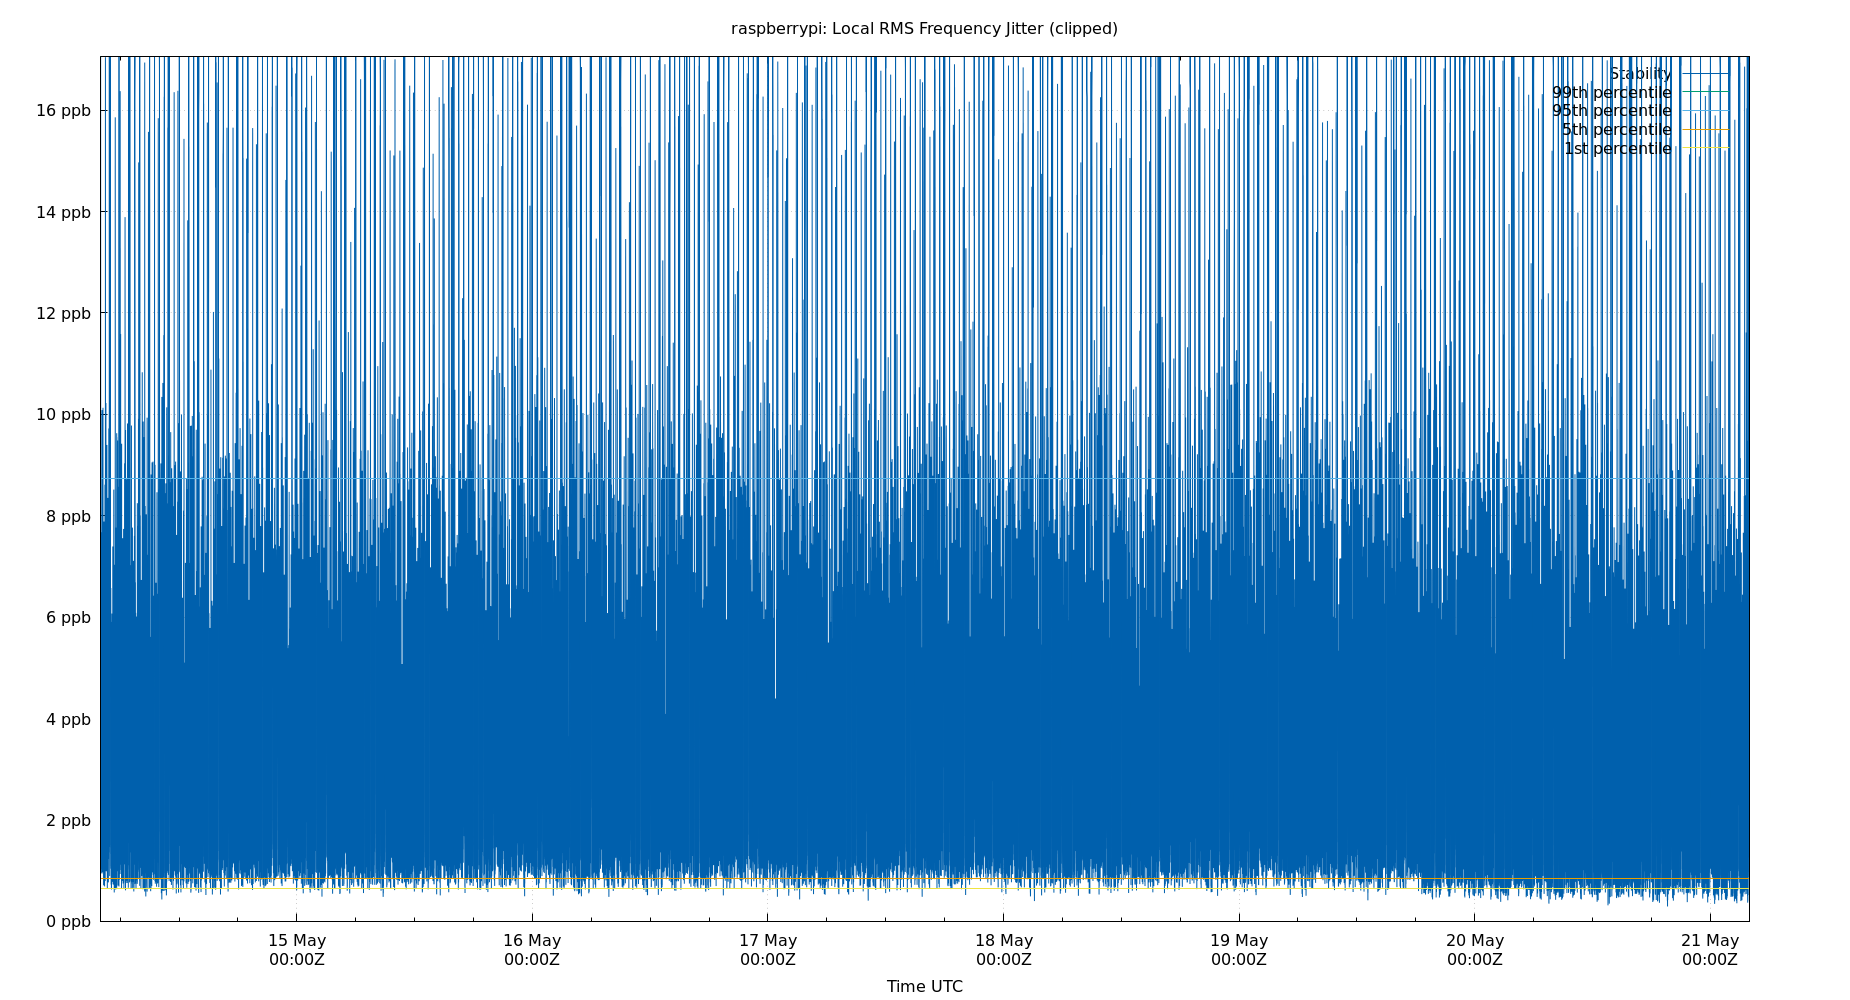 raspberrypi: Local RMS Frequency Jitter (clipped)
Stability
99th percentile
95th percentile
5th percentile
1st percentile
16 ppb
14 ppb
12 ppb
10 ppb
8 ppb
6 ppb
4 ppb
2 ppb
0 ppb
15 May 16 May 17 May 18 May 19 May 20 May 21 May
00:00Z 00:00Z 00:00Z 00:00Z 00:00Z 00:00Z 00:00Z
Time UTC